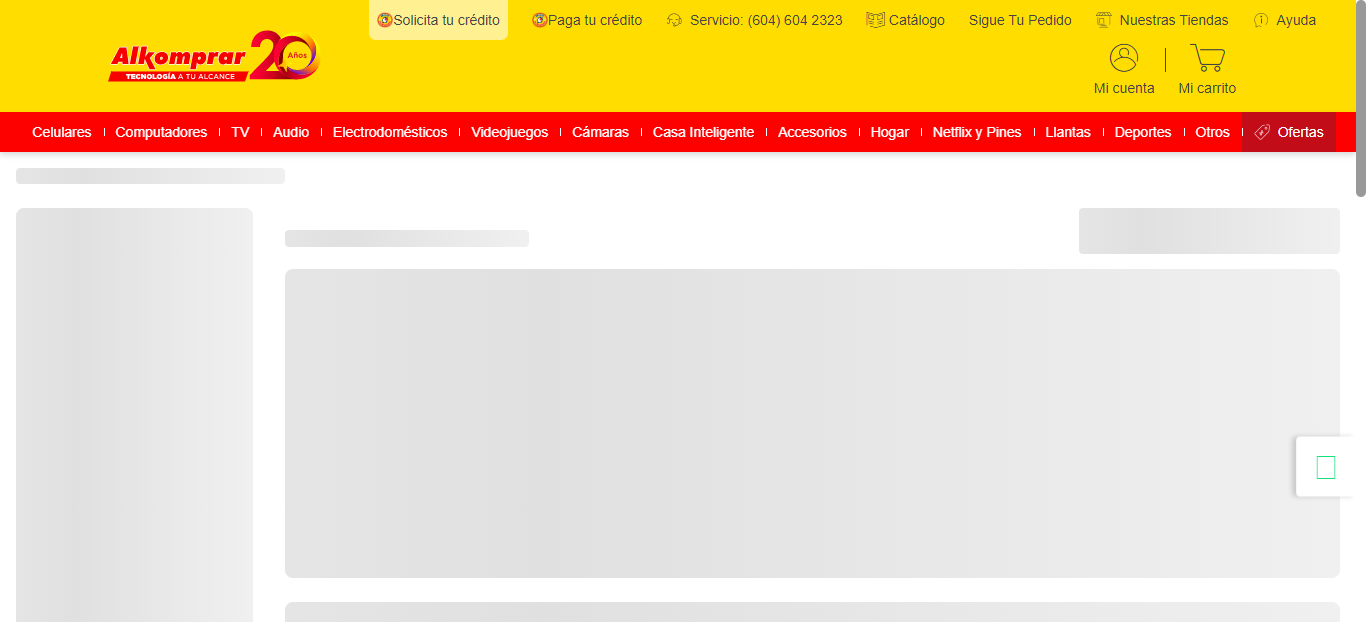 Solicita tu crédito
Paga tu crédito
Servicio: (604) 604 2323
Catálogo
Sigue Tu Pedido
Nuestras Tiendas
Ayuda
Alkomprar 20 Años
TECNOLOGÍA A TU ALCANCE
Mi cuenta
Mi carrito
Celulares
Computadores
TV
Audio
Electrodomésticos
Videojuegos
Cámaras
Casa Inteligente
Accesorios
Hogar
Netflix y Pines
Llantas
Deportes
Otros
Ofertas